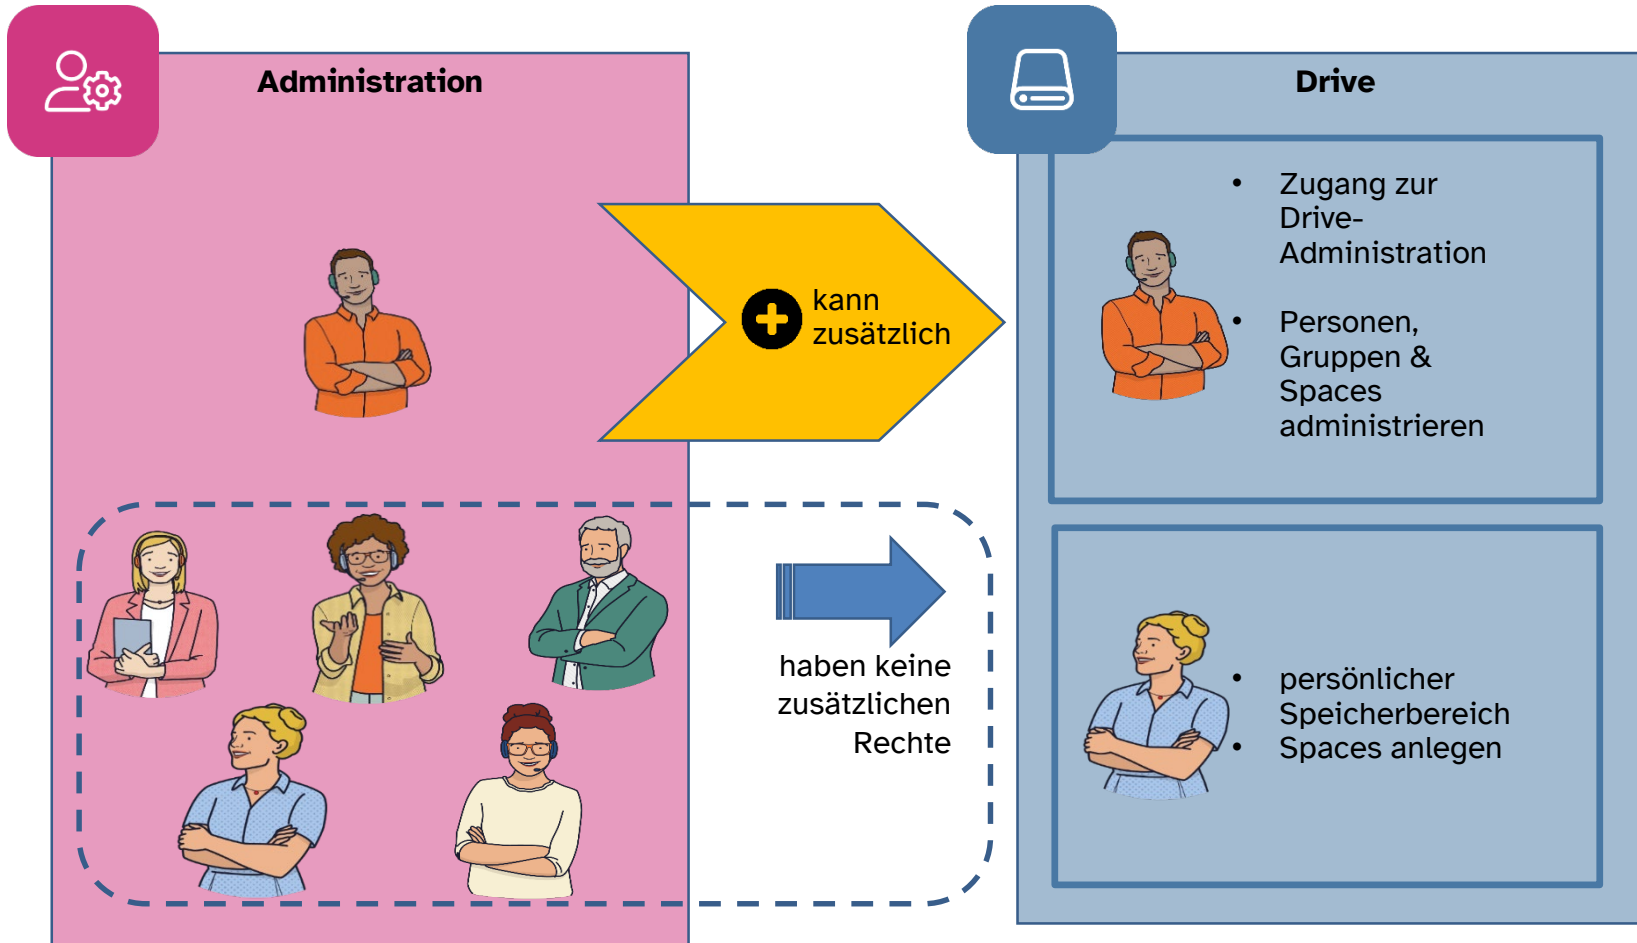 Administration
kann
zusätzlich
haben keine
zusätzlichen
Rechte
Drive
• Zugang zur
Drive-
Administration
• Personen,
Gruppen &
Spaces
administrieren
• persönlicher
Speicherbereich
• Spaces anlegen